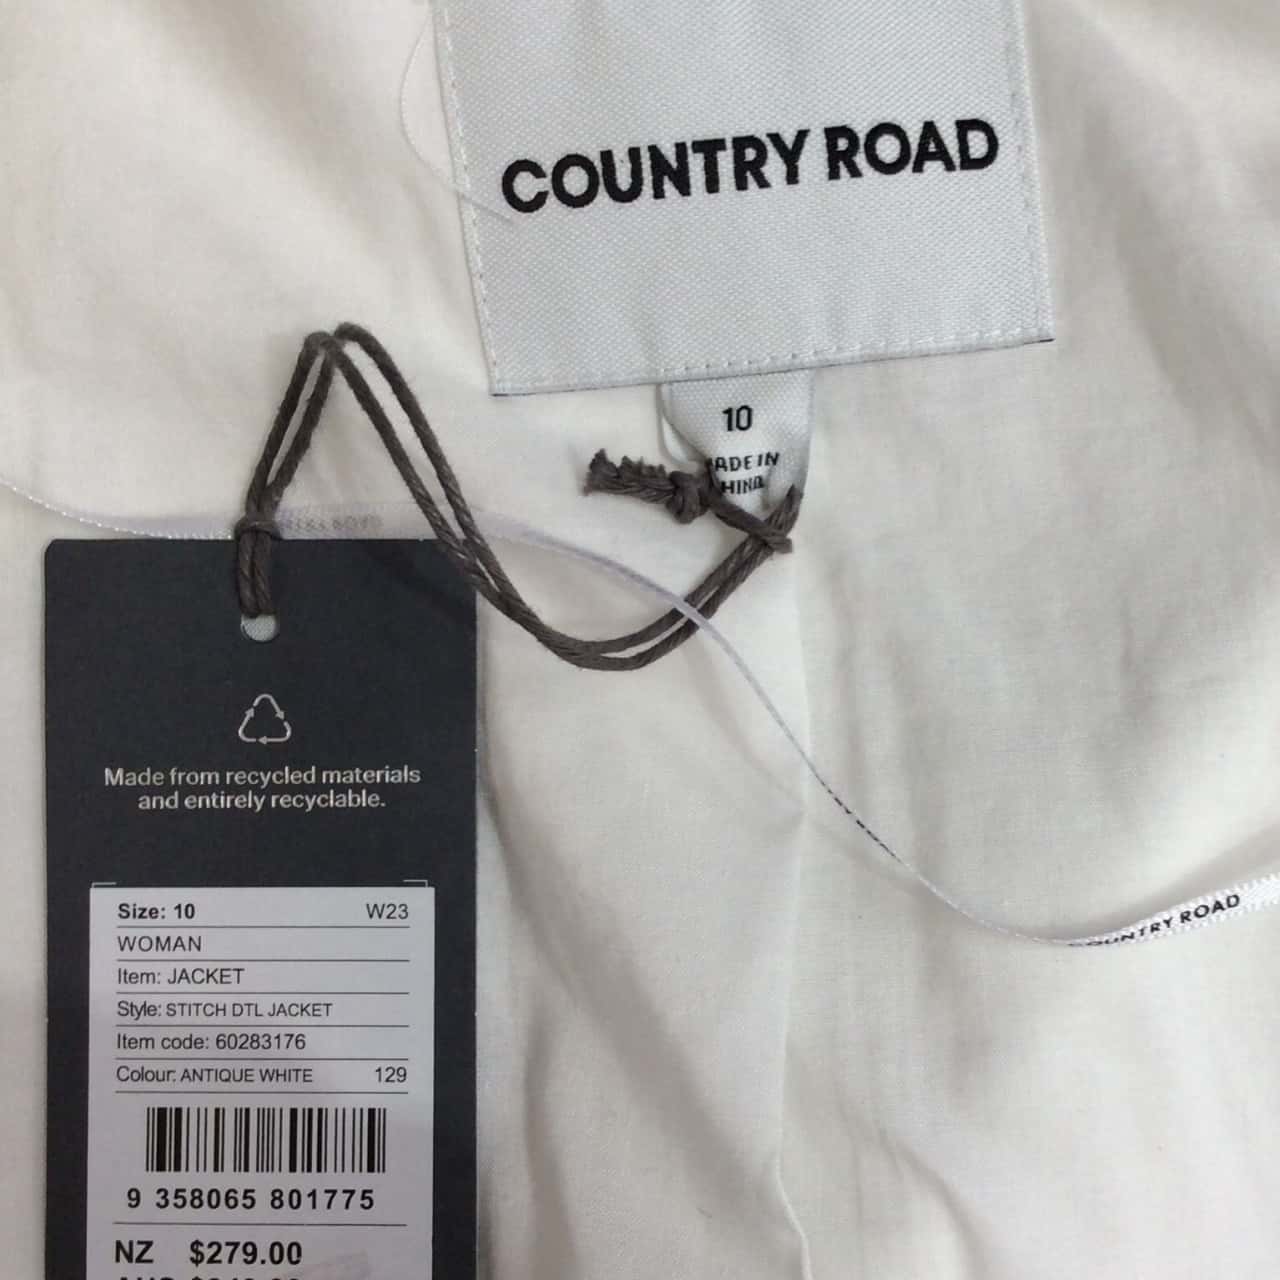 COUNTRY ROAD
10
MADE IN
CHINA
Made from recycled materials
and entirely recyclable.
Size: 10 W23
WOMAN
Item: JACKET
Style: STITCH DTL JACKET
Item code: 60283176
Colour: ANTIQUE WHITE 129
9 358065 801775
NZ $279.00
COUNTRY ROAD